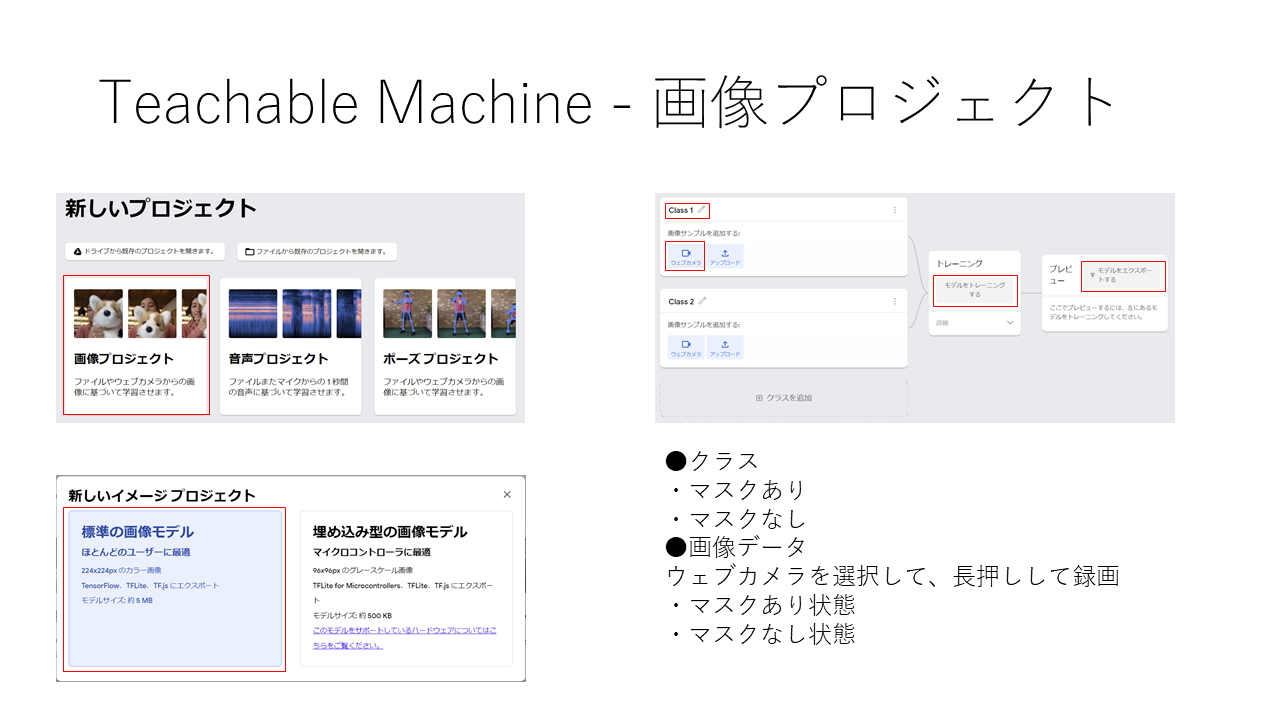 Teachable Machine - 画像プロジェクト
新しいプロジェクト
ドライブから既存のプロジェクトを開きます。
ファイルから既存のプロジェクトを開きます。
画像プロジェクト
ファイルやウェブカメラからの画
像に基づいて学習させます。
音声プロジェクト
ファイルまたマイクからの 1 秒間
の音声に基づいて学習させます。
ポーズ プロジェクト
ファイルやウェブカメラからの画
像に基づいて学習させます。
新しいイメージ プロジェクト
標準の画像モデル
ほとんどのユーザーに最適
224x224px のカラー画像
TensorFlow、TFLite、TF.js にエクスポート
モデルサイズ: 約 5 MB
埋め込み型の画像モデル
マイクロコントローラに最適
96x96px のグレースケール画像
TFLite for Microcontrollers、TFLite、TF.js にエクスポー
ト
モデルサイズ: 約 500 KB
このモデルをサポートしているハードウェアについてはこ
ちらをご覧ください。
Class 1
画像サンプルを追加する:
ウェブカメラ
アップロード
Class 2
画像サンプルを追加する:
ウェブカメラ
アップロード
クラスを追加
トレーニング
モデルをトレーニング
する
詳細
プレビ
ュー
モデルをエクスポー
トする
ここでプレビューするには、左にあるモ
デルをトレーニングしてください。
●クラス
・マスクあり
・マスクなし
●画像データ
ウェブカメラを選択して、長押しして録画
・マスクあり状態
・マスクなし状態